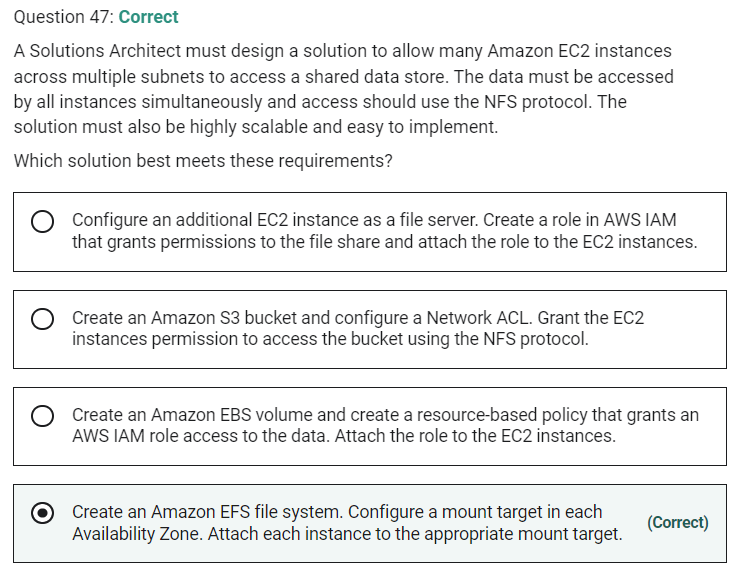 Question 47: Correct
A Solutions Architect must design a solution to allow many Amazon EC2 instances
across multiple subnets to access a shared data store. The data must be accessed
by all instances simultaneously and access should use the NFS protocol. The
solution must also be highly scalable and easy to implement.
Which solution best meets these requirements?
Configure an additional EC2 instance as a file server. Create a role in AWS IAM
that grants permissions to the file share and attach the role to the EC2 instances.
Create an Amazon S3 bucket and configure a Network ACL. Grant the EC2
instances permission to access the bucket using the NFS protocol.
Create an Amazon EBS volume and create a resource-based policy that grants an
AWS IAM role access to the data. Attach the role to the EC2 instances.
Create an Amazon EFS file system. Configure a mount target in each
Availability Zone. Attach each instance to the appropriate mount target.
(Correct)